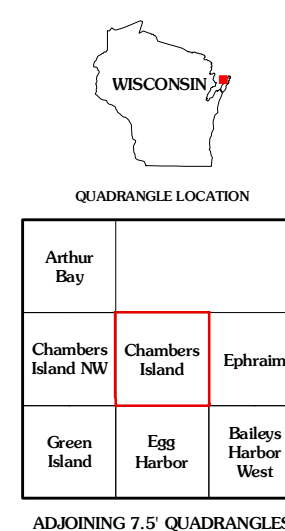 WISCONSIN
QUADRANGLE LOCATION
Arthur
Bay
Chambers
Island NW
Chambers
Island
Ephraim
Green
Island
Egg
Harbor
Baileys
Harbor
West
ADJOINING 7.5' QUADRANGLES